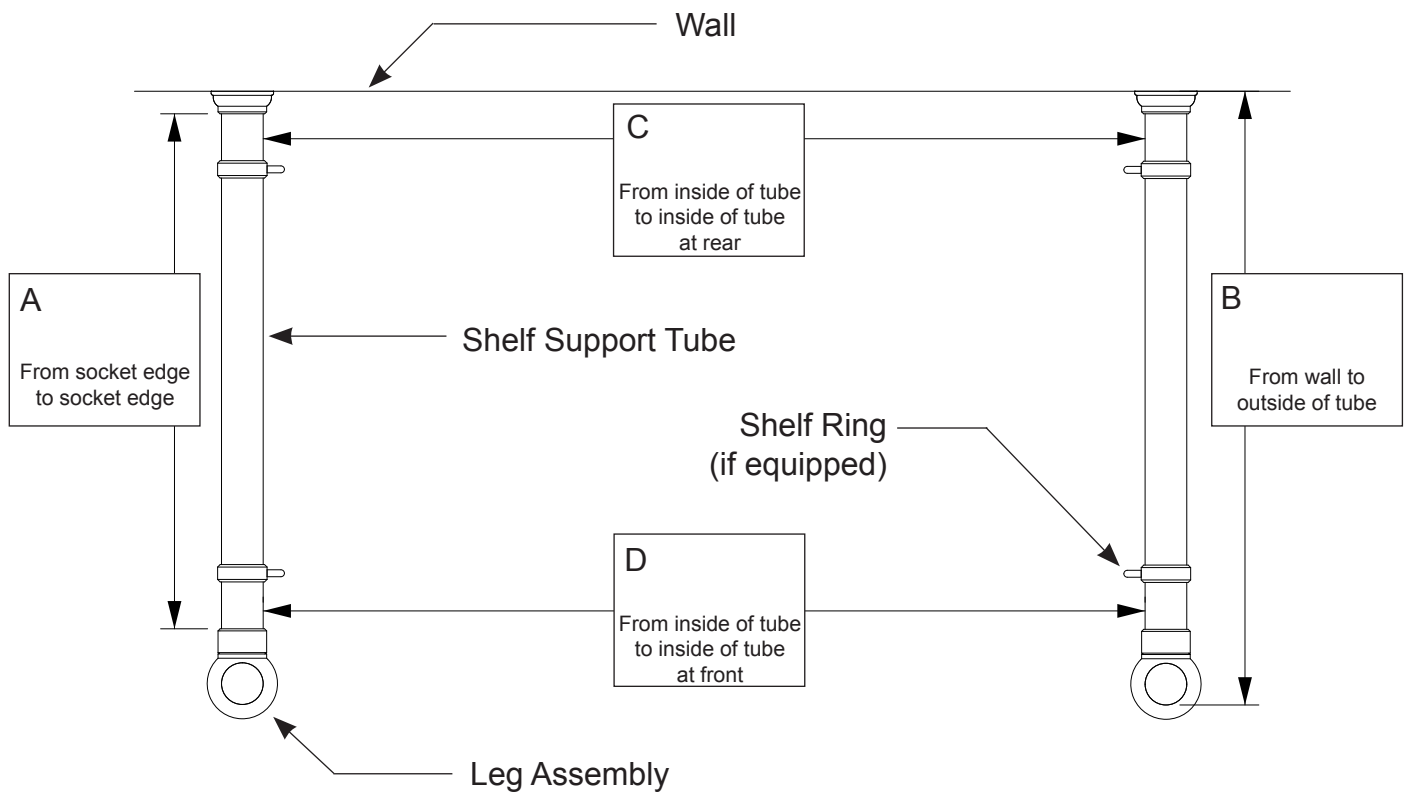 Wall
C
From inside of tube
to inside of tube
at rear
A
From socket edge
to socket edge
B
From wall to
outside of tube
Shelf Support Tube
Shelf Ring
(if equipped)
D
From inside of tube
to inside of tube
at front
Leg Assembly